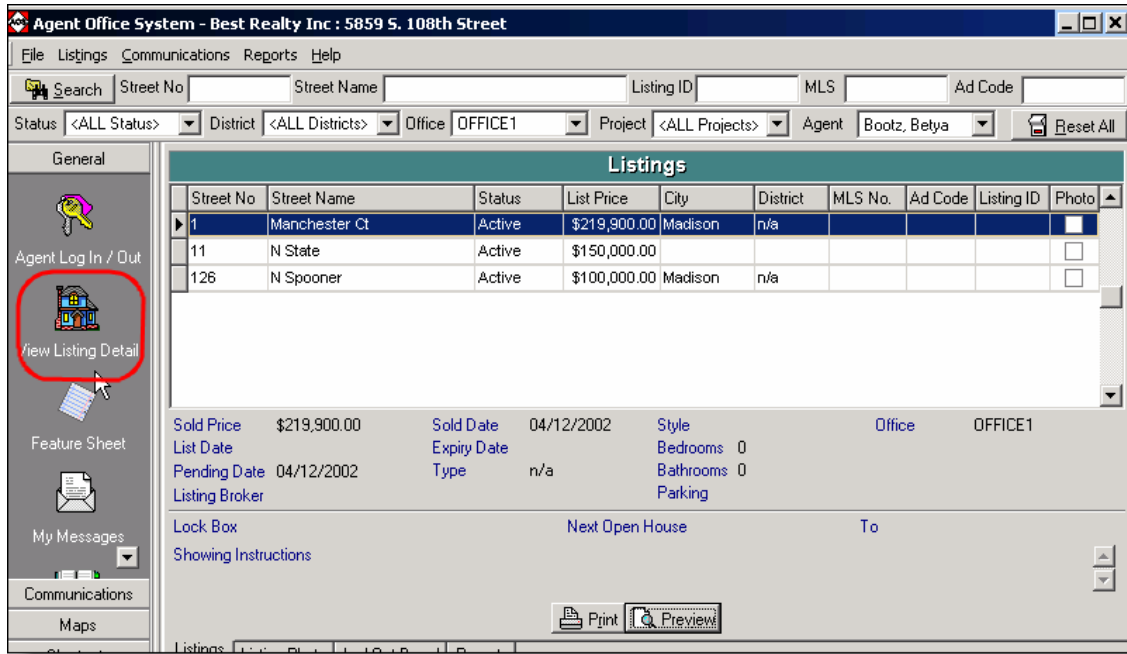 Agent Office System - Best Realty Inc : 5859 S. 108th Street
File Listings Communications Reports Help
Search Street No Street Name Listing ID MLS Ad Code
Status <ALL Status> District <ALL Districts> Office OFFICE1 Project <ALL Projects> Agent Bootz, Betya Reset All
General
Listings
Street No Street Name Status List Price City District MLS No. Ad Code Listing ID Photo
1 Manchester Ct Active $219,900.00 Madison n/a
11 N State Active $150,000.00
126 N Spooner Active $100,000.00 Madison n/a
Agent Log In / Out
View Listing Detail
Feature Sheet
My Messages
Communications
Maps
Sold Price $219,900.00 Sold Date 04/12/2002 Style Office OFFICE1
List Date Expiry Date Bedrooms 0
Pending Date 04/12/2002 Type n/a Bathrooms 0
Listing Broker Parking
Lock Box Next Open House To
Showing Instructions
Print Preview
Listings